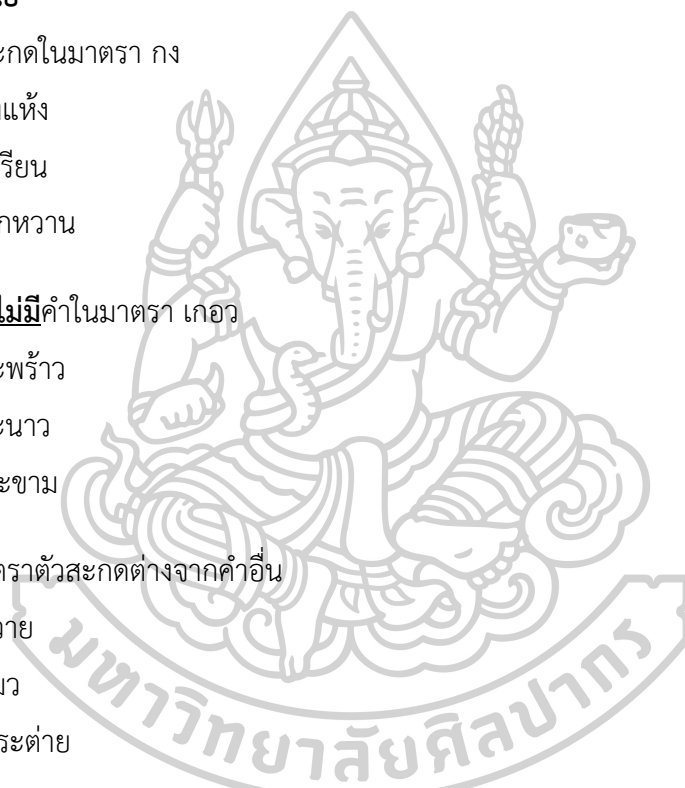 ะกดในมาตรา กง
แห้ง
รียน
กหวาน
ไม่มีคำในมาตรา เกอว
ะพร้าว
ะนาว
ะขาม
ตราตัวสะกดต่างจากคำอื่น
วาย
มว
ระต่าย
มหาวิทยาลัยศิลปากร